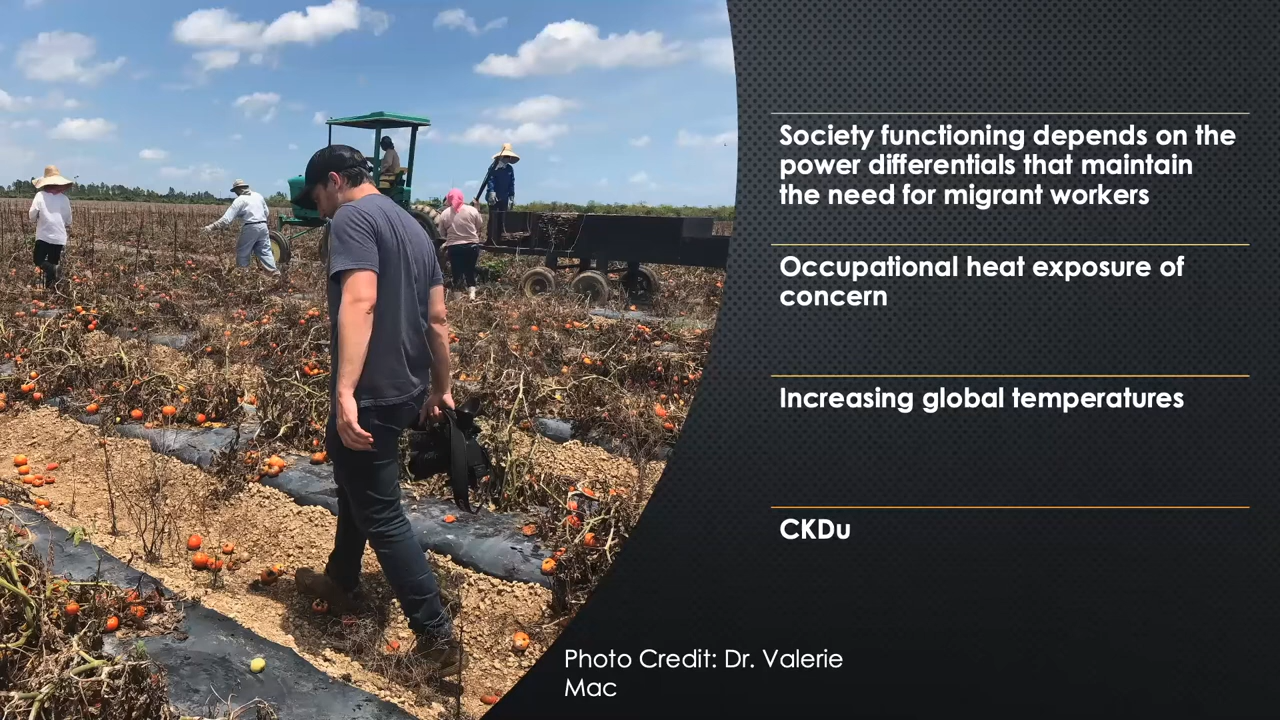 Society functioning depends on the
power differentials that maintain
the need for migrant workers
Occupational heat exposure of
concern
Increasing global temperatures
CKDu
Photo Credit: Dr. Valerie
Mac